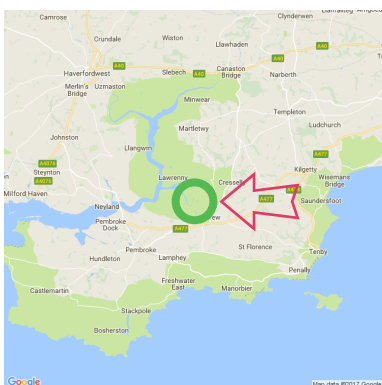 Camrose
Clynderwen
Crundale
Wiston
Llawhaden
A40
A40
Haverfordwest
Slebech
A40
Canaston
Bridge
Narberth
Merlin's
Bridge
Uzmaston
Minwear
Templeton
Martletwy
Ludchurch
Johnston
Llangwm
A477
Kilgetty
A4076
Steynton
A4076
Lawrenny
Cresselly
Wisemans
Bridge
Milford Haven
A477
Saundersfoot
Neyland
Pembroke
Dock
ew
A477
St Florence
Tenby
Pembroke
Lamphey
Hundleton
Penally
Freshwater
East
Manorbier
Castlemartin
Stackpole
Bosherston
Google
Map data ©2017 Google